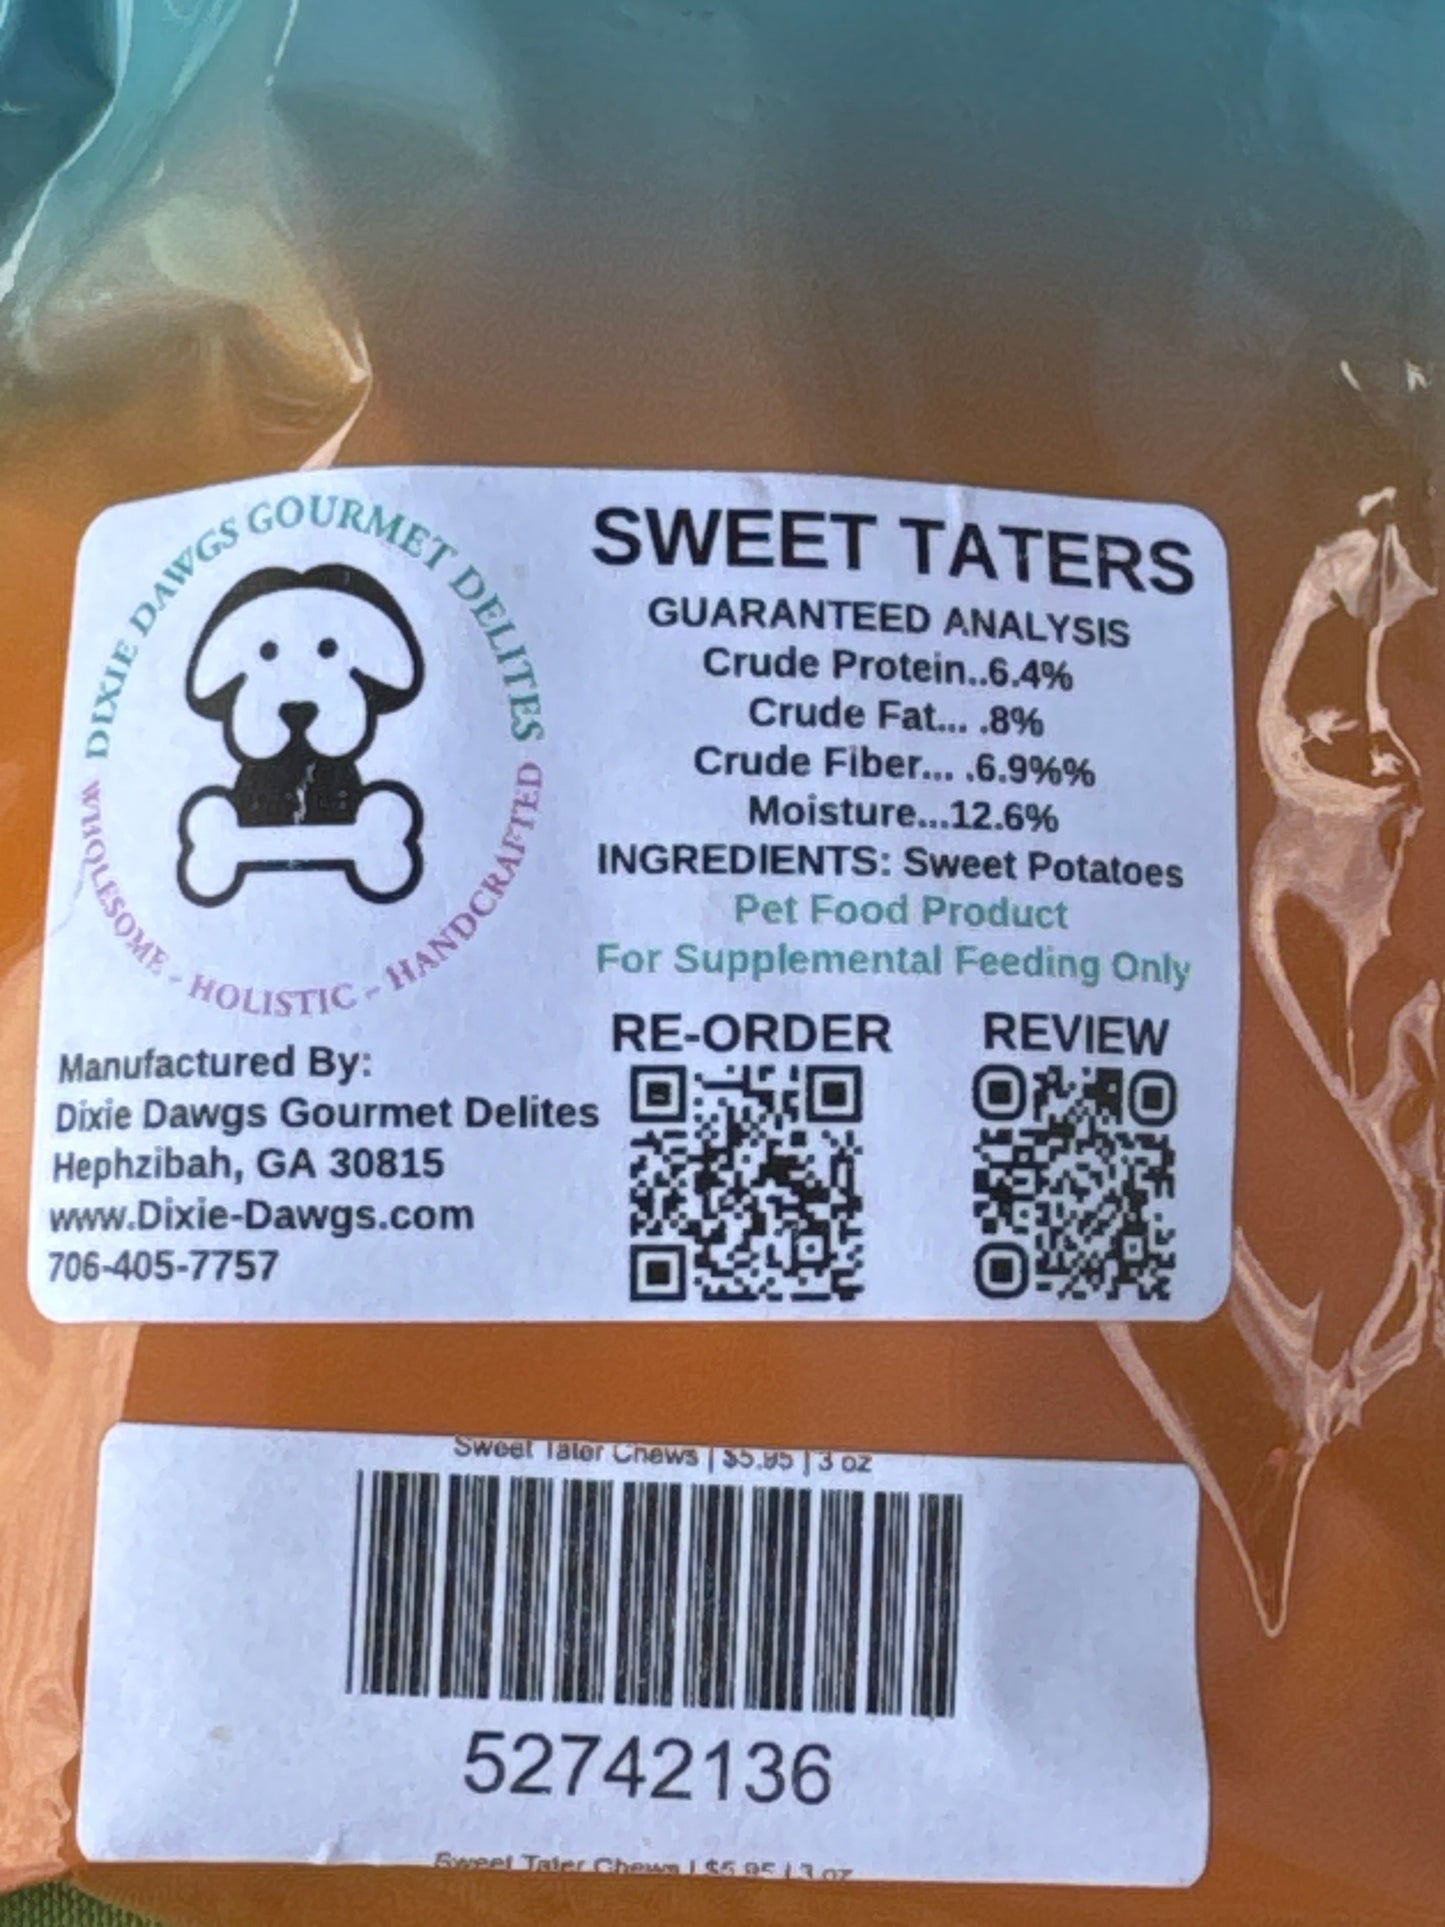 DIXIE DAWGS GOURMET DELITES
WHOLESOME - HOLISTIC - HANDCRAFTED
SWEET TATERS
GUARANTEED ANALYSIS
Crude Protein..6.4%
Crude Fat... .8%
Crude Fiber... .6.9%%
Moisture...12.6%
INGREDIENTS: Sweet Potatoes
Pet Food Product
For Supplemental Feeding Only
RE-ORDER
REVIEW
Manufactured By:
Dixie Dawgs Gourmet Delites
Hephzibah, GA 30815
www.Dixie-Dawgs.com
706-405-7757
Sweet Tater Chews | $5.95 | 3 oz
52742136
Sweet Tater Chews | $5.95 | 3 oz